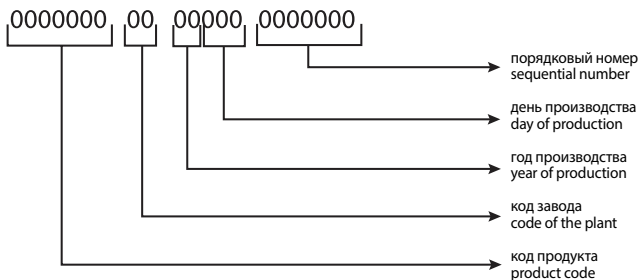 0000000 00 00000 0000000
порядковый номер
sequential number
день производства
day of production
год производства
year of production
код завода
code of the plant
код продукта
product code